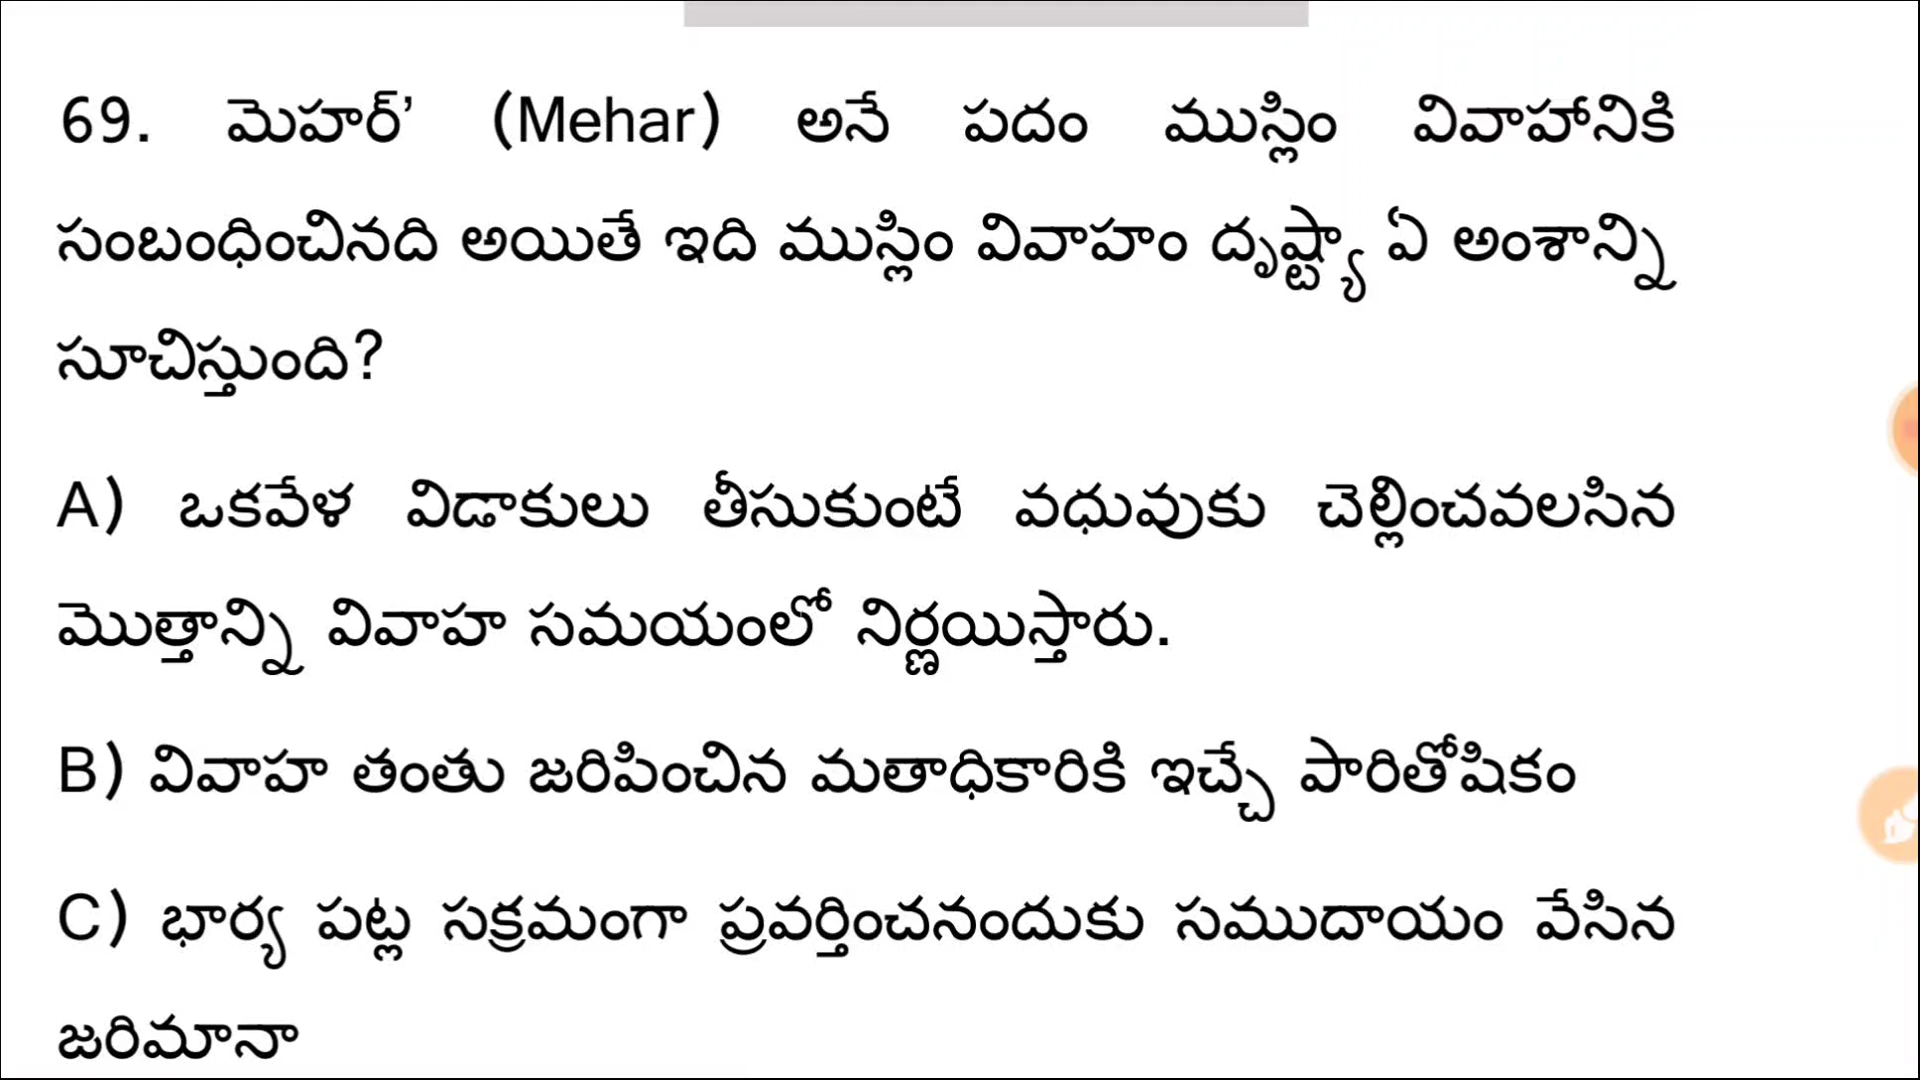 69. మెహర్’ (Mehar) అనే పదం ముస్లిం వివాహానికి
సంబంధించినది అయితే ఇది ముస్లిం వివాహం దృష్ట్యా ఏ అంశాన్ని
సూచిస్తుంది?
A) ఒకవేళ విడాకులు తీసుకుంటే వధువుకు చెల్లించవలసిన
మొత్తాన్ని వివాహ సమయంలో నిర్ణయిస్తారు.
B) వివాహ తంతు జరిపించిన మతాధికారికి ఇచ్చే పారితోషికం
C) భార్య పట్ల సక్రమంగా ప్రవర్తించనందుకు సముదాయం వేసిన
జరిమానా